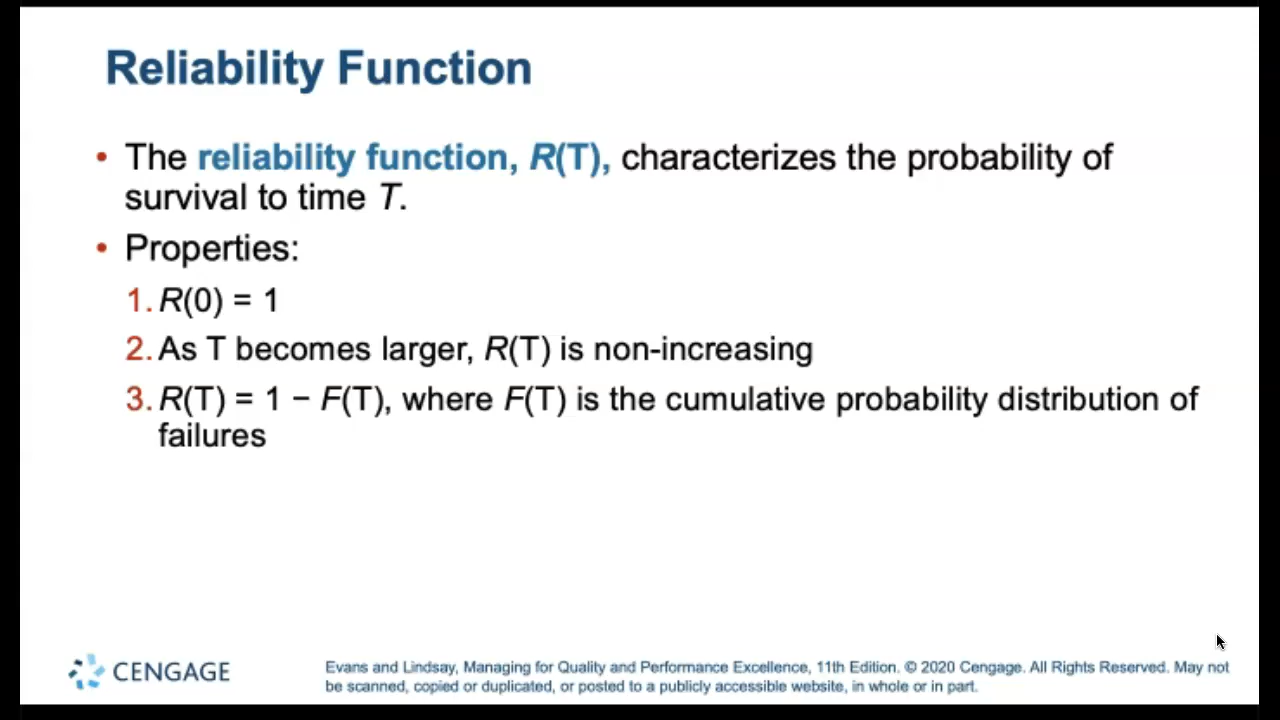 Reliability Function
• The reliability function, R(T), characterizes the probability of
survival to time T.
• Properties:
1. R(0) = 1
2. As T becomes larger, R(T) is non-increasing
3. R(T) = 1 − F(T), where F(T) is the cumulative probability distribution of
failures
CENGAGE
Evans and Lindsay, Managing for Quality and Performance Excellence, 11th Edition. © 2020 Cengage. All Rights Reserved. May not
be scanned, copied or duplicated, or posted to a publicly accessible website, in whole or in part.